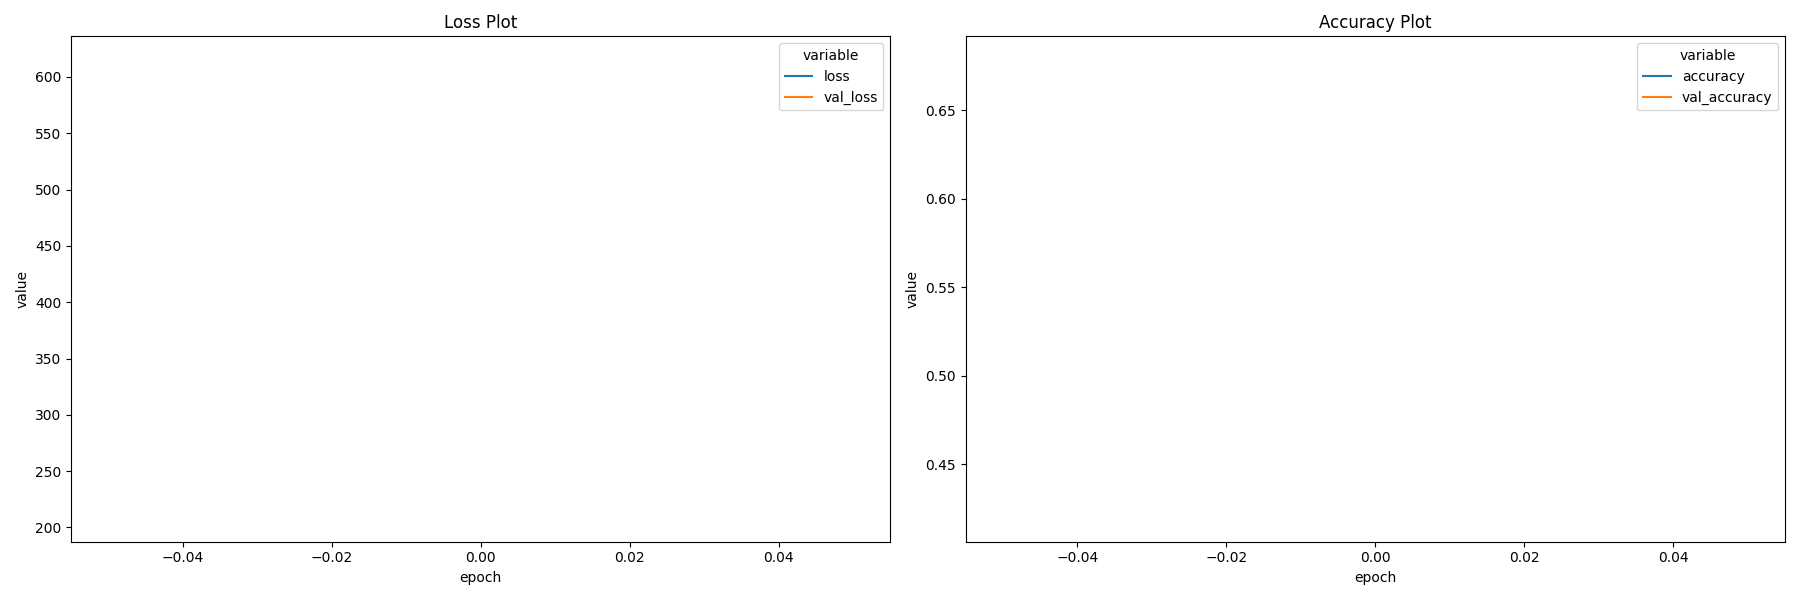 Loss Plot
variable
loss
val_loss
600
550
500
450
400
350
300
250
200
value
−0.04 −0.02 0.00 0.02 0.04
epoch
Accuracy Plot
variable
accuracy
val_accuracy
0.65
0.60
0.55
0.50
0.45
value
−0.04 −0.02 0.00 0.02 0.04
epoch